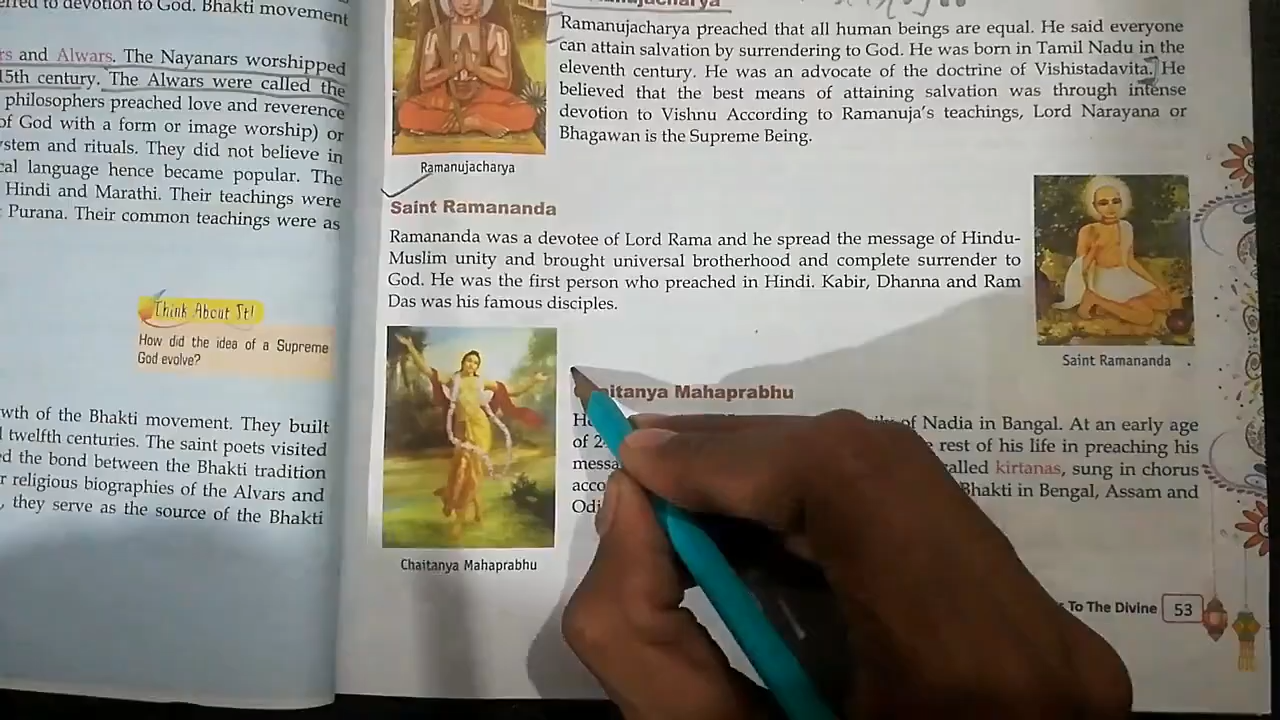 to devotion to God. Bhakti movement
and Alwars. The Nayanars worshipped
15th century. The Alwars were called the
philosophers preached love and reverence
of God with a form or image worship) or
and rituals. They did not believe in
language hence became popular. The
Hindi and Marathi. Their teachings were
Purana. Their common teachings were as
Think About It!
How did the idea of a Supreme
God evolve?
of the Bhakti movement. They built
twelfth centuries. The saint poets visited
the bond between the Bhakti tradition
religious biographies of the Alvars and
, they serve as the source of the Bhakti
Ramanujacharya preached that all human beings are equal. He said everyone
can attain salvation by surrendering to God. He was born in Tamil Nadu in the
eleventh century. He was an advocate of the doctrine of Vishistadavita. He
believed that the best means of attaining salvation was through intense
devotion to Vishnu According to Ramanuja's teachings, Lord Narayana or
Bhagawan is the Supreme Being.
Ramanujacharya
Saint Ramananda
Ramananda was a devotee of Lord Rama and he spread the message of Hindu-
Muslim unity and brought universal brotherhood and complete surrender to
God. He was the first person who preached in Hindi. Kabir, Dhanna and Ram
Das was his famous disciples.
Saint Ramananda
Mahaprabhu
of Nadia in Bangal. At an early age
of rest of his life in preaching his
kirtanas, sung in chorus
Bhakti in Bengal, Assam and
Chaitanya Mahaprabhu
To The Divine 53